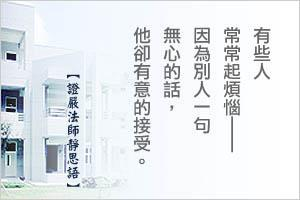 有些人
常常起煩惱——
因為別人一句
無心的話，
他卻有意的接受。
【證嚴法師靜思語】